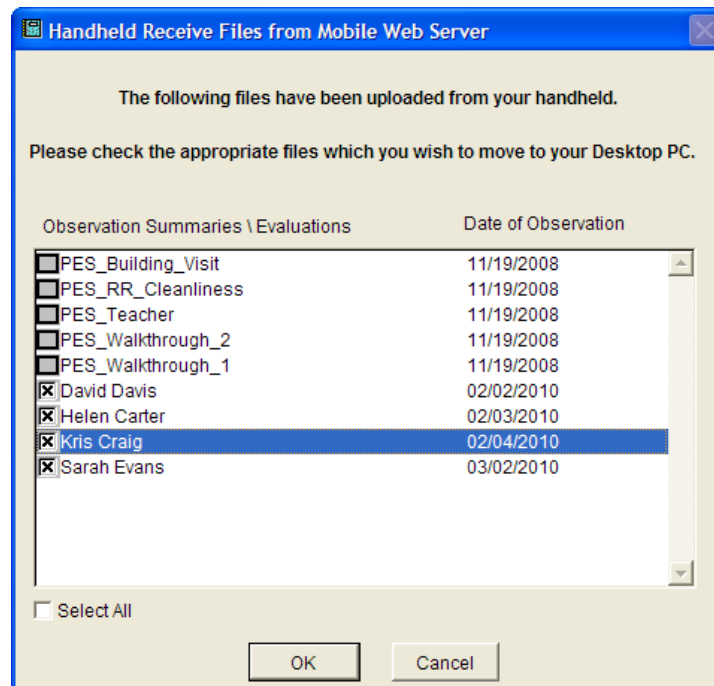 Handheld Receive Files from Mobile Web Server
The following files have been uploaded from your handheld.
Please check the appropriate files which you wish to move to your Desktop PC.
Observation Summaries \ Evaluations Date of Observation
PES_Building_Visit 11/19/2008
PES_RR_Cleanliness 11/19/2008
PES_Teacher 11/19/2008
PES_Walkthrough_2 11/19/2008
PES_Walkthrough_1 11/19/2008
David Davis 02/02/2010
Helen Carter 02/03/2010
Kris Craig 02/04/2010
Sarah Evans 03/02/2010
Select All
OK Cancel